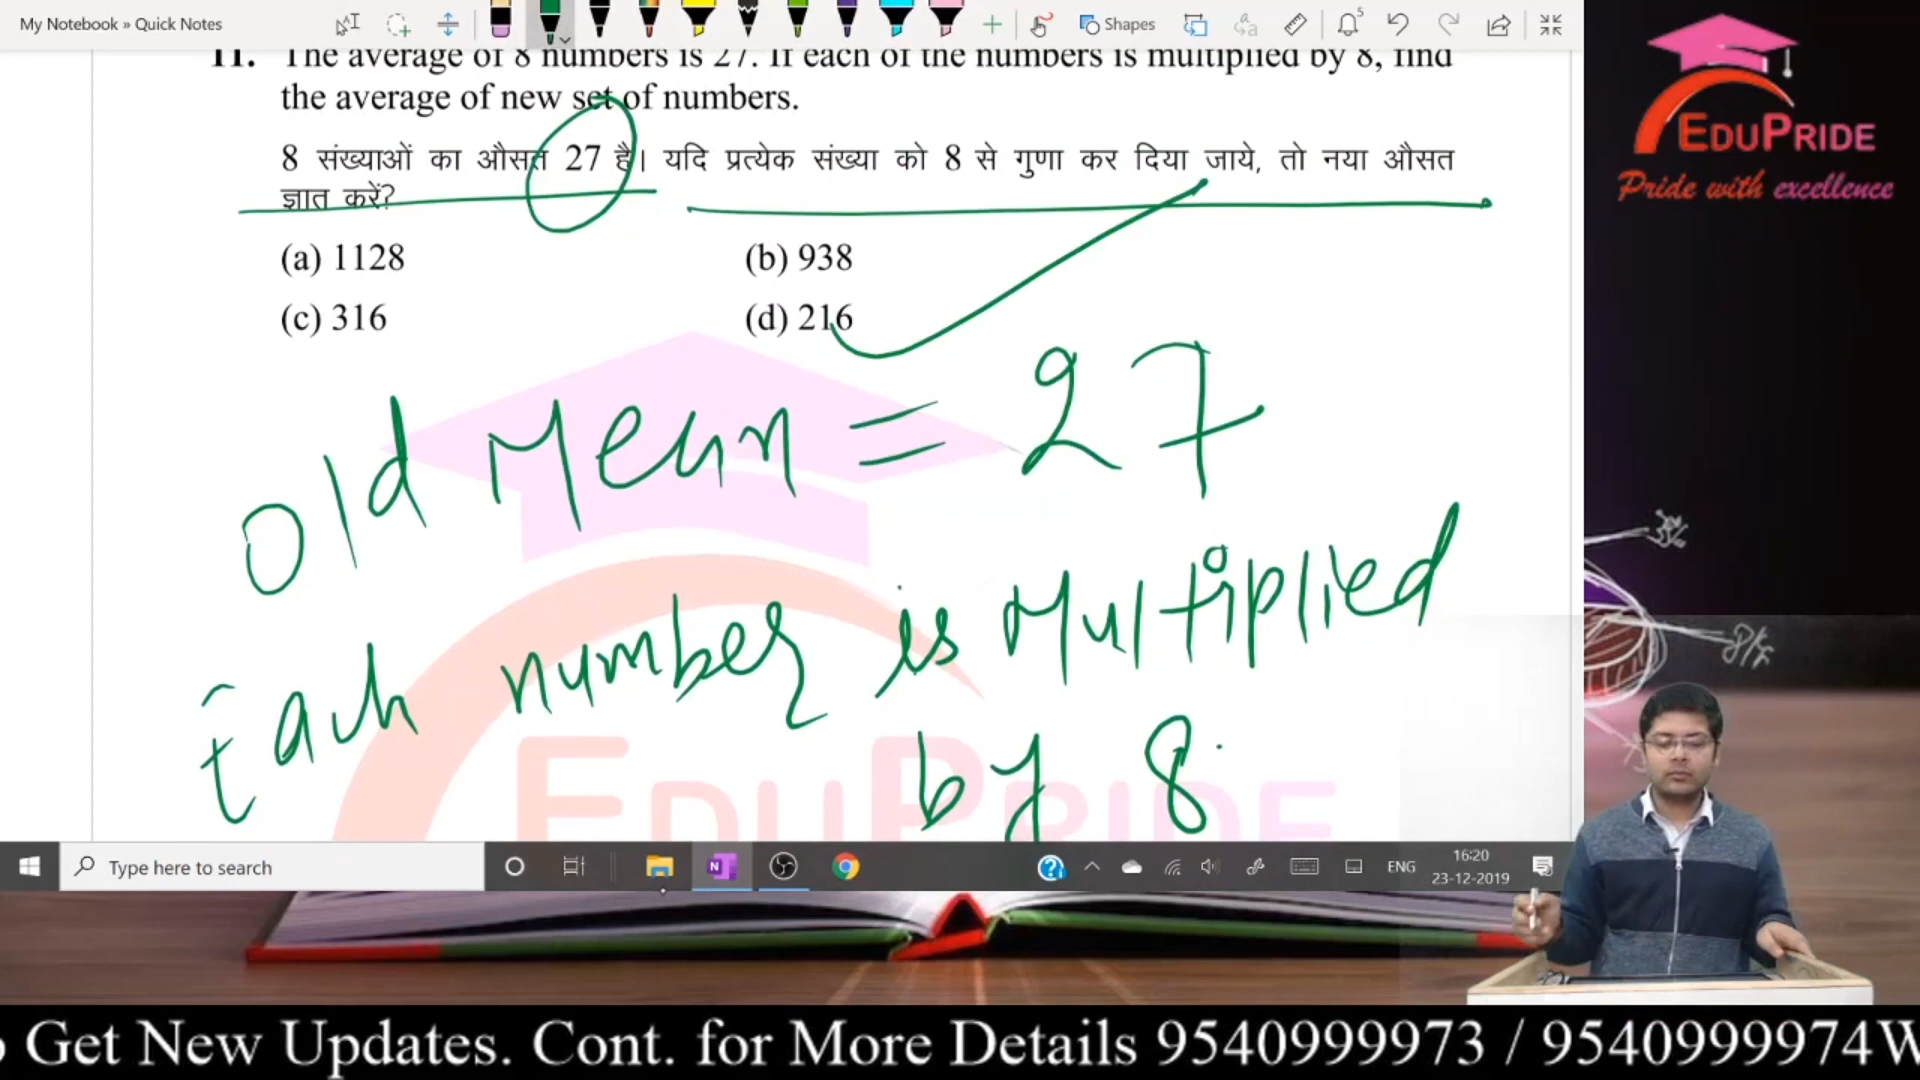 My Notebook » Quick Notes
Shapes
5
11. The average of 8 numbers is 27. If each of the numbers is multiplied by 8, find
the average of new set of numbers.
8 संख्याओं का औसत 27 है। यदि प्रत्येक संख्या को 8 से गुणा कर दिया जाये, तो नया औसत
ज्ञात करें?
(a) 1128
(b) 938
(c) 316
(d) 216
Old Mean = 27
Each number is Multiplied
by 8
EDUPRIDE
EDUPRIDE
Pride with excellence
Type here to search
ENG
16:20
23-12-2019
Get New Updates. Cont. for More Details 9540999973 / 9540999974W